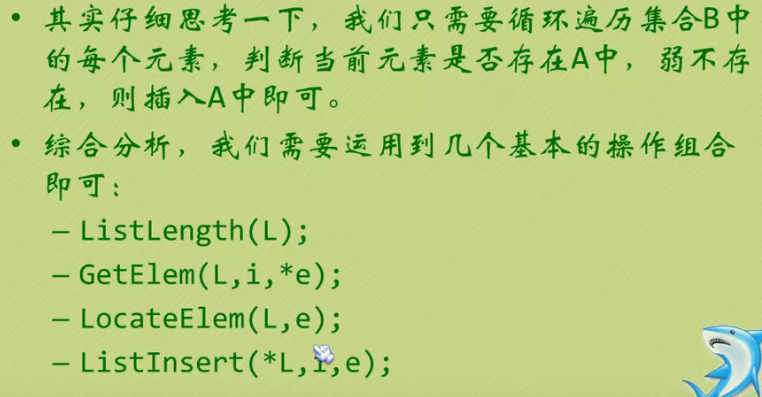 • 其实仔细思考一下，我们只需要循环遍历集合B中
的每个元素，判断当前元素是否存在A中，弱不存
在，则插入A中即可。
• 综合分析，我们需要运用到几个基本的操作组合
即可：
– ListLength(L);
– GetElem(L,i,*e);
– LocateElem(L,e);
– ListInsert(*L,i,e);